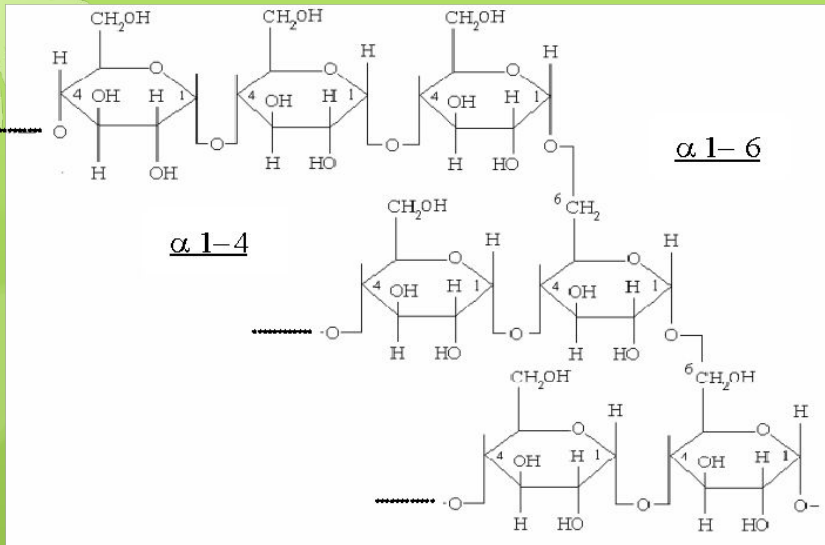 CH2OH CH2OH CH2OH
H O O H O H
4 OH H 1 4 OH H 1 4 OH H 1
O O O O
H OH H HO H HO
α 1–6
6 CH2
α 1–4
CH2OH
O H O H
4 OH H 1 4 OH H 1
O O O
H HO H HO
CH2OH 6 CH2OH
O H O H
4 OH H 1 4 OH H 1
O O O
H HO H HO